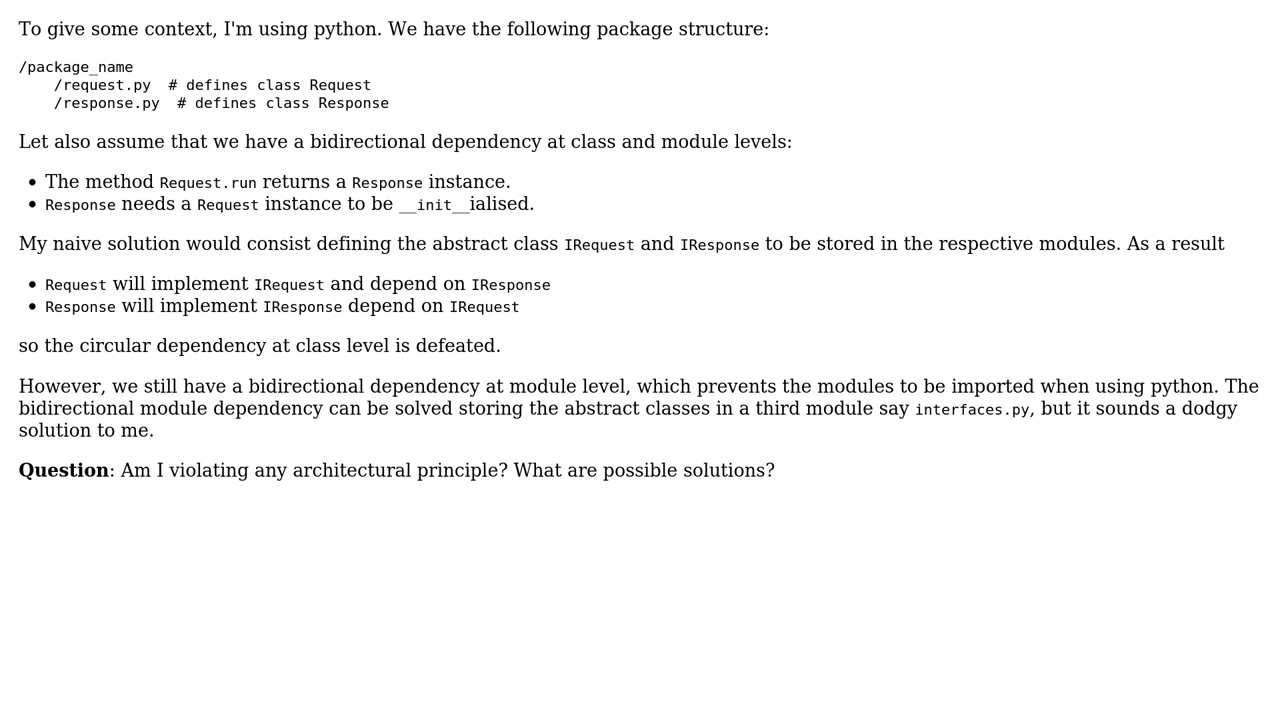 To give some context, I'm using python. We have the following package structure:
/package_name
    /request.py  # defines class Request
    /response.py  # defines class Response
Let also assume that we have a bidirectional dependency at class and module levels:
• The method Request.run returns a Response instance.
• Response needs a Request instance to be __init__ialised.
My naive solution would consist defining the abstract class IRequest and IResponse to be stored in the respective modules. As a result
• Request will implement IRequest and depend on IResponse
• Response will implement IResponse depend on IRequest
so the circular dependency at class level is defeated.
However, we still have a bidirectional dependency at module level, which prevents the modules to be imported when using python. The
bidirectional module dependency can be solved storing the abstract classes in a third module say interfaces.py, but it sounds a dodgy
solution to me.
Question: Am I violating any architectural principle? What are possible solutions?